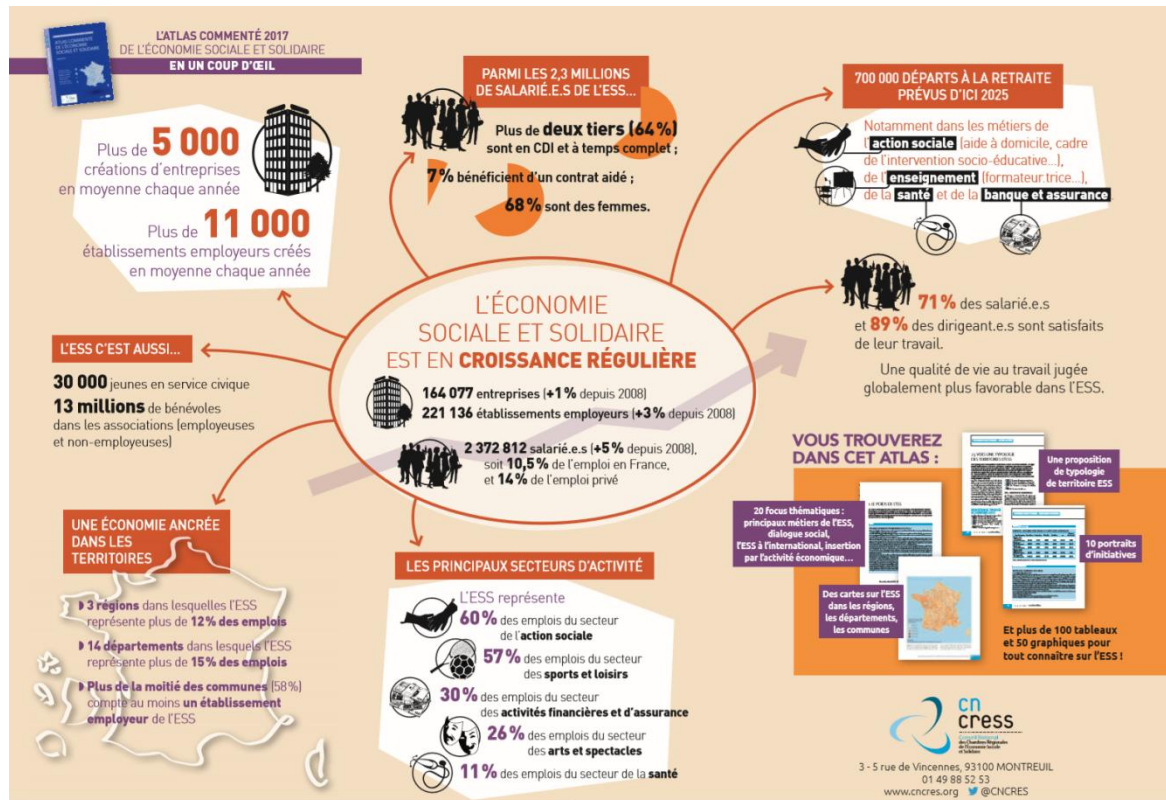 L'ATLAS COMMENTÉ 2017
DE L'ÉCONOMIE SOCIALE ET SOLIDAIRE
EN UN COUP D'ŒIL
ATLAS COMMENTÉ
DE L'ÉCONOMIE
SOCIALE ET SOLIDAIRE
Plus de 5 000
créations d'entreprises
en moyenne chaque année
Plus de 11 000
établissements employeurs créés
en moyenne chaque année
PARMI LES 2,3 MILLIONS
DE SALARIÉ.E.S DE L'ESS...
Plus de deux tiers (64%)
sont en CDI et à temps complet ;
7% bénéficient d'un contrat aidé ;
68% sont des femmes.
700 000 DÉPARTS À LA RETRAITE
PRÉVUS D'ICI 2025
Notamment dans les métiers de
l'action sociale (aide à domicile, cadre
de l'intervention socio-éducative...),
de l'enseignement (formateur.trice...),
de la santé et de la banque et assurance.
71% des salarié.e.s
et 89% des dirigeant.e.s sont satisfaits
de leur travail.
Une qualité de vie au travail jugée
globalement plus favorable dans l'ESS.
L'ÉCONOMIE
SOCIALE ET SOLIDAIRE
EST EN CROISSANCE RÉGULIÈRE
164 077 entreprises (+1% depuis 2008)
221 136 établissements employeurs (+3% depuis 2008)
2 372 812 salarié.e.s (+5% depuis 2008),
soit 10,5% de l'emploi en France,
et 14% de l'emploi privé
L'ESS C'EST AUSSI...
30 000 jeunes en service civique
13 millions de bénévoles
dans les associations (employeuses
et non-employeuses)
UNE ÉCONOMIE ANCRÉE
DANS LES
TERRITOIRES
3 régions dans lesquelles l'ESS
représente plus de 12% des emplois
14 départements dans lesquels l'ESS
représente plus de 15% des emplois
Plus de la moitié des communes (58%)
compte au moins un établissement
employeur de l'ESS
LES PRINCIPAUX SECTEURS D'ACTIVITÉ
L'ESS représente
60% des emplois du secteur
de l'action sociale
57% des emplois du secteur
des sports et loisirs
30% des emplois du secteur
des activités financières et d'assurance
26% des emplois du secteur
des arts et spectacles
11% des emplois du secteur de la santé
VOUS TROUVEREZ
DANS CET ATLAS :
Une proposition
de typologie
de territoire ESS
20 focus thématiques :
principaux métiers de l'ESS,
dialogue social,
l'ESS à l'international, insertion
par l'activité économique...
10 portraits
d'initiatives
Des cartes sur l'ESS
dans les régions,
les départements,
les communes
Et plus de 100 tableaux
et 50 graphiques pour
tout connaître sur l'ESS !
cn
cress
Conseil National
des Chambres Régionales
de l'Économie Sociale
et Solidaire
3 - 5 rue de Vincennes, 93100 MONTREUIL
01 49 88 52 53
www.cncres.org @CNCRES